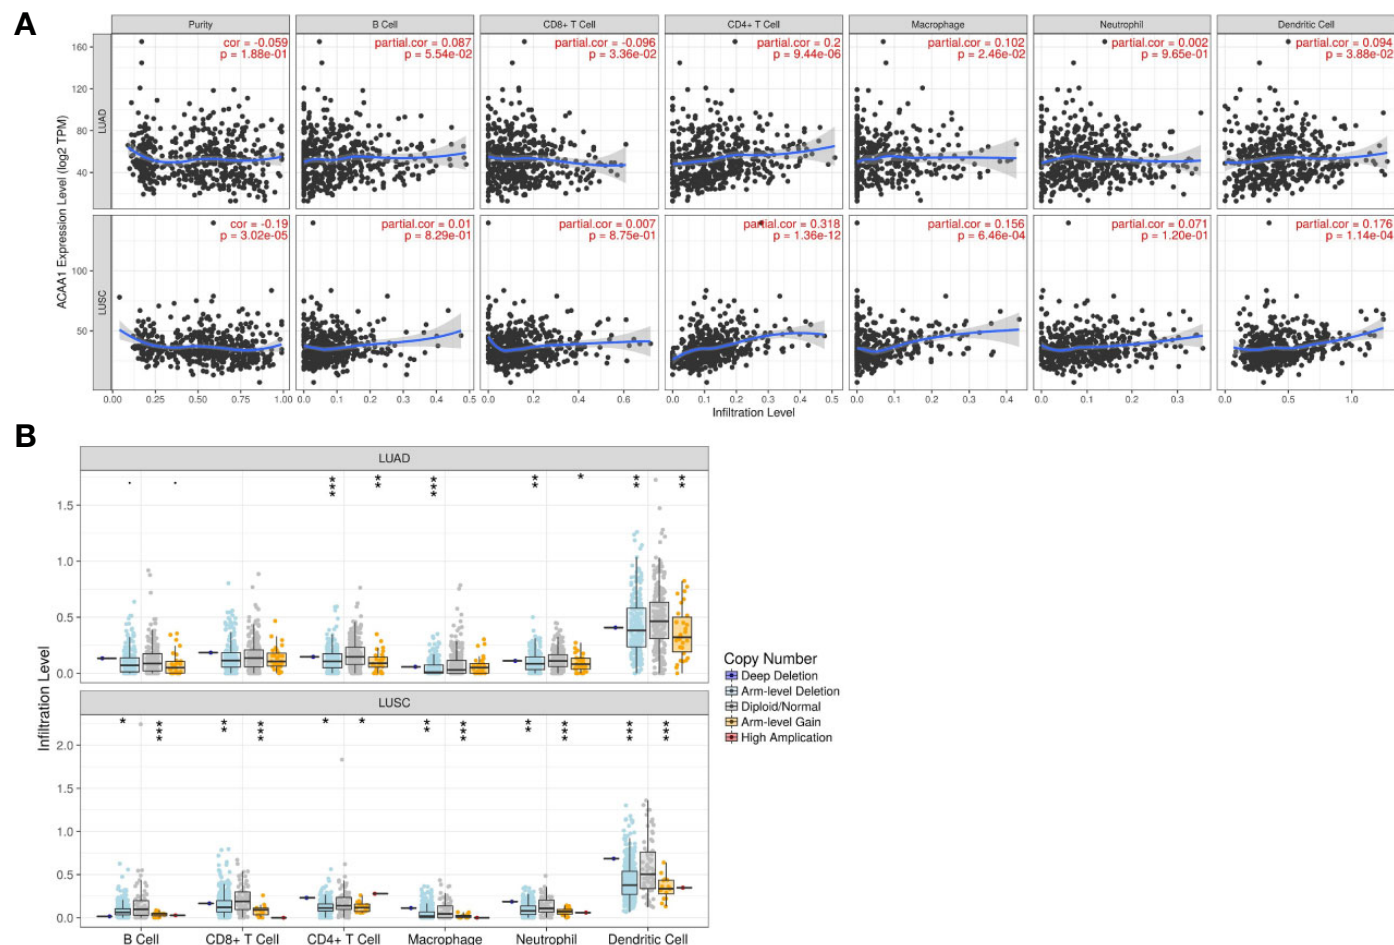 A
Purity
B Cell
CD8+ T Cell
CD4+ T Cell
Macrophage
Neutrophil
Dendritic Cell
ACAA1 Expression Level (log2 TPM)
LUAD
160
120
80
40
cor = -0.059
p = 1.88e-01
partial.cor = 0.087
p = 5.54e-02
partial.cor = -0.096
p = 3.36e-02
partial.cor = 0.2
p = 9.44e-06
partial.cor = 0.102
p = 2.46e-02
partial.cor = 0.002
p = 9.65e-01
partial.cor = 0.094
p = 3.88e-02
LUSC
100
50
cor = -0.19
p = 3.02e-05
partial.cor = 0.01
p = 8.29e-01
partial.cor = 0.007
p = 8.75e-01
partial.cor = 0.318
p = 1.36e-12
partial.cor = 0.156
p = 6.46e-04
partial.cor = 0.071
p = 1.20e-01
partial.cor = 0.176
p = 1.14e-04
0.00 0.25 0.50 0.75 1.00
0.0 0.1 0.2 0.3 0.4 0.5
0.0 0.2 0.4 0.6
0.0 0.1 0.2 0.3 0.4 0.5
0.0 0.1 0.2 0.3 0.4
0.0 0.1 0.2 0.3
0.0 0.5 1.0
Infiltration Level
B
LUAD
. . *** ** *** ** * ** **
1.5
1.0
0.5
0.0
Infiltration Level
LUSC
* *** ** *** * * ** *** ** *** *** ***
2.0
1.5
1.0
0.5
0.0
B Cell
CD8+ T Cell
CD4+ T Cell
Macrophage
Neutrophil
Dendritic Cell
Copy Number
Deep Deletion
Arm-level Deletion
Diploid/Normal
Arm-level Gain
High Amplication